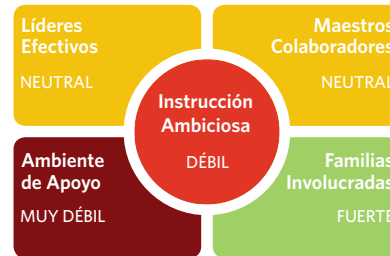 Líderes
Efectivos
NEUTRAL
Maestros
Colaboradores
NEUTRAL
Instrucción
Ambiciosa
DÉBIL
Ambiente
de Apoyo
MUY DÉBIL
Familias
Involucradas
FUERTE